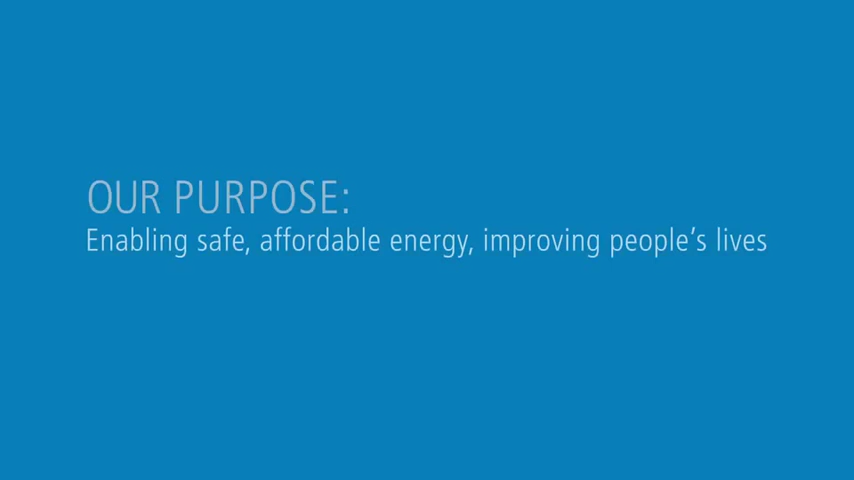 OUR PURPOSE:
Enabling safe, affordable energy, improving people‘s lives